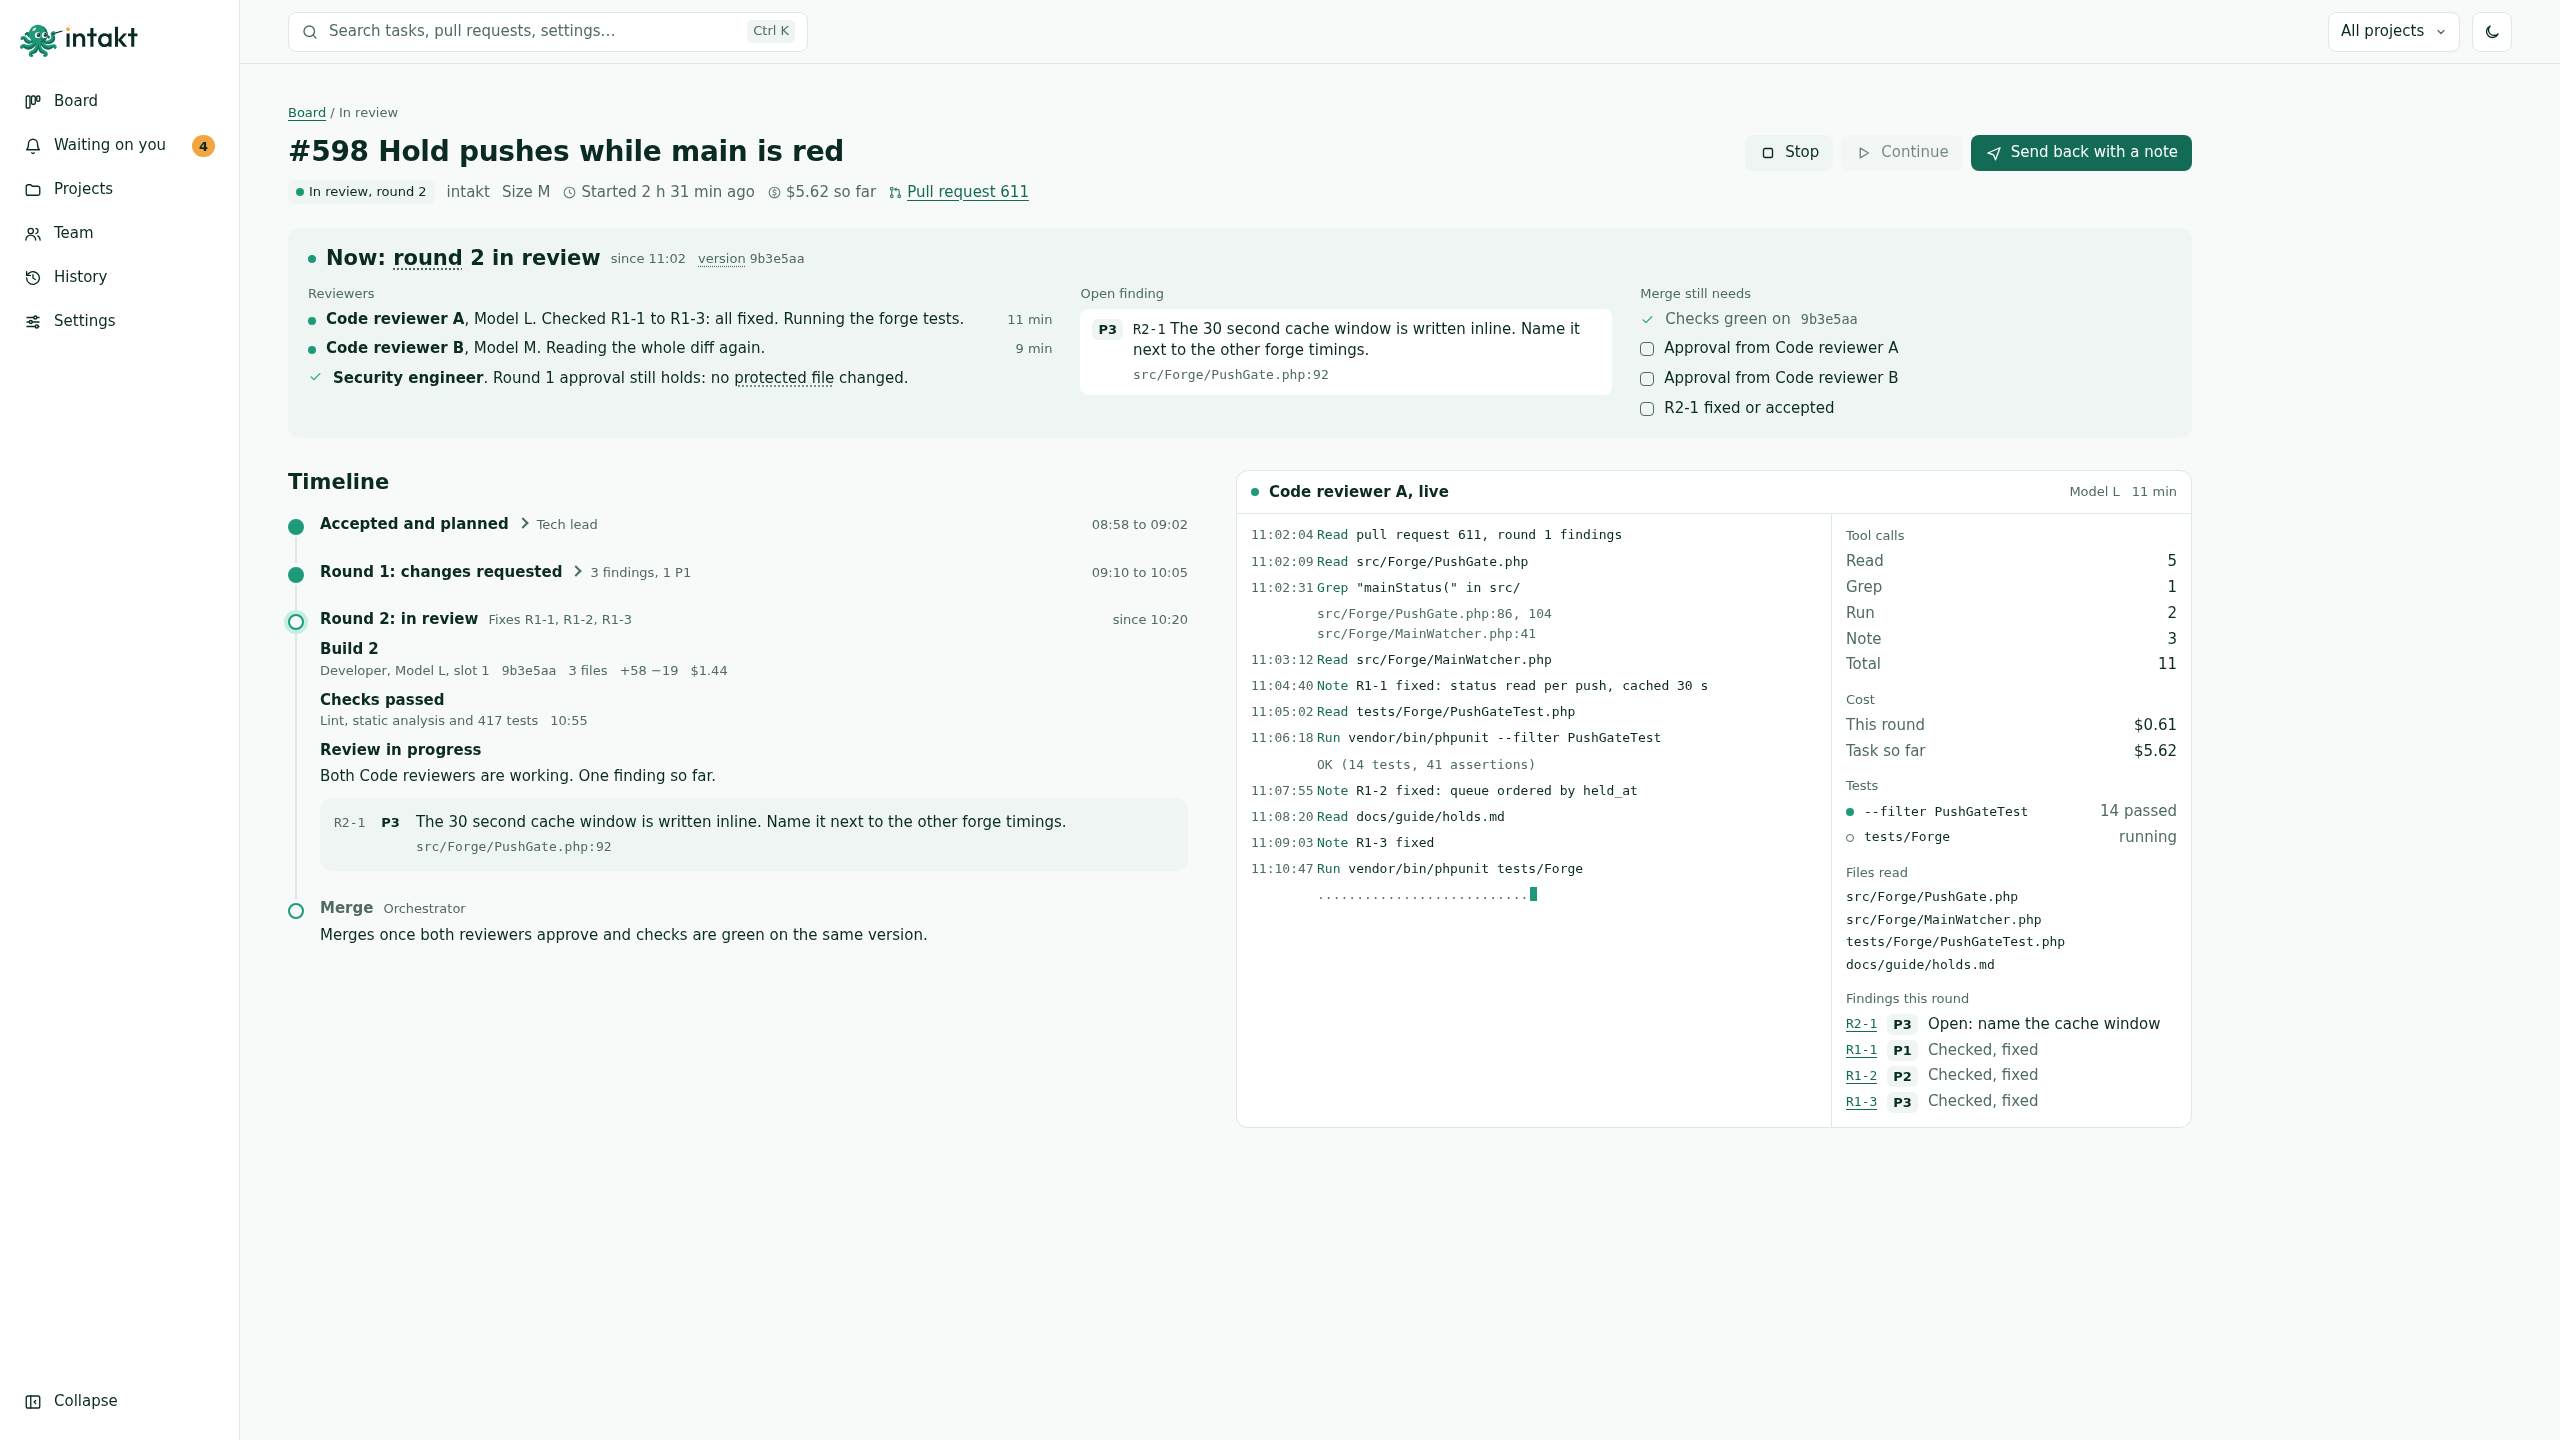 intakt
Search tasks, pull requests, settings...
Ctrl K
All projects
Board
Waiting on you
4
Projects
Team
History
Settings
Collapse
Board / In review
#598 Hold pushes while main is red
Stop
Continue
Send back with a note
In review, round 2
intakt
Size M
Started 2 h 31 min ago
$5.62 so far
Pull request 611
Now: round 2 in review
since 11:02
version 9b3e5aa
Reviewers
Code reviewer A, Model L. Checked R1-1 to R1-3: all fixed. Running the forge tests.
11 min
Code reviewer B, Model M. Reading the whole diff again.
9 min
Security engineer. Round 1 approval still holds: no protected file changed.
Open finding
P3
R2-1 The 30 second cache window is written inline. Name it
next to the other forge timings.
src/Forge/PushGate.php:92
Merge still needs
Checks green on 9b3e5aa
Approval from Code reviewer A
Approval from Code reviewer B
R2-1 fixed or accepted
Timeline
Accepted and planned
Tech lead
08:58 to 09:02
Round 1: changes requested
3 findings, 1 P1
09:10 to 10:05
Round 2: in review
Fixes R1-1, R1-2, R1-3
since 10:20
Build 2
Developer, Model L, slot 1 9b3e5aa 3 files +58 −19 $1.44
Checks passed
Lint, static analysis and 417 tests 10:55
Review in progress
Both Code reviewers are working. One finding so far.
R2-1 P3 The 30 second cache window is written inline. Name it next to the other forge timings.
src/Forge/PushGate.php:92
Merge
Orchestrator
Merges once both reviewers approve and checks are green on the same version.
Code reviewer A, live
Model L 11 min
11:02:04 Read pull request 611, round 1 findings
11:02:09 Read src/Forge/PushGate.php
11:02:31 Grep "mainStatus(" in src/
src/Forge/PushGate.php:86, 104
src/Forge/MainWatcher.php:41
11:03:12 Read src/Forge/MainWatcher.php
11:04:40 Note R1-1 fixed: status read per push, cached 30 s
11:05:02 Read tests/Forge/PushGateTest.php
11:06:18 Run vendor/bin/phpunit --filter PushGateTest
OK (14 tests, 41 assertions)
11:07:55 Note R1-2 fixed: queue ordered by held_at
11:08:20 Read docs/guide/holds.md
11:09:03 Note R1-3 fixed
11:10:47 Run vendor/bin/phpunit tests/Forge
...........................
Tool calls
Read 5
Grep 1
Run 2
Note 3
Total 11
Cost
This round $0.61
Task so far $5.62
Tests
--filter PushGateTest 14 passed
tests/Forge running
Files read
src/Forge/PushGate.php
src/Forge/MainWatcher.php
tests/Forge/PushGateTest.php
docs/guide/holds.md
Findings this round
R2-1 P3 Open: name the cache window
R1-1 P1 Checked, fixed
R1-2 P2 Checked, fixed
R1-3 P3 Checked, fixed